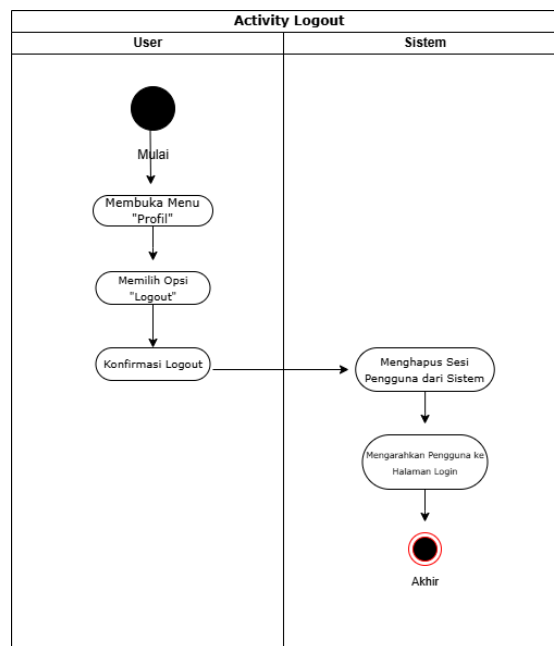 Activity Logout
User
Sistem
Mulai
Membuka Menu
"Profil"
Memilih Opsi
"Logout"
Konfirmasi Logout
Menghapus Sesi
Pengguna dari Sistem
Mengarahkan Pengguna ke
Halaman Login
Akhir